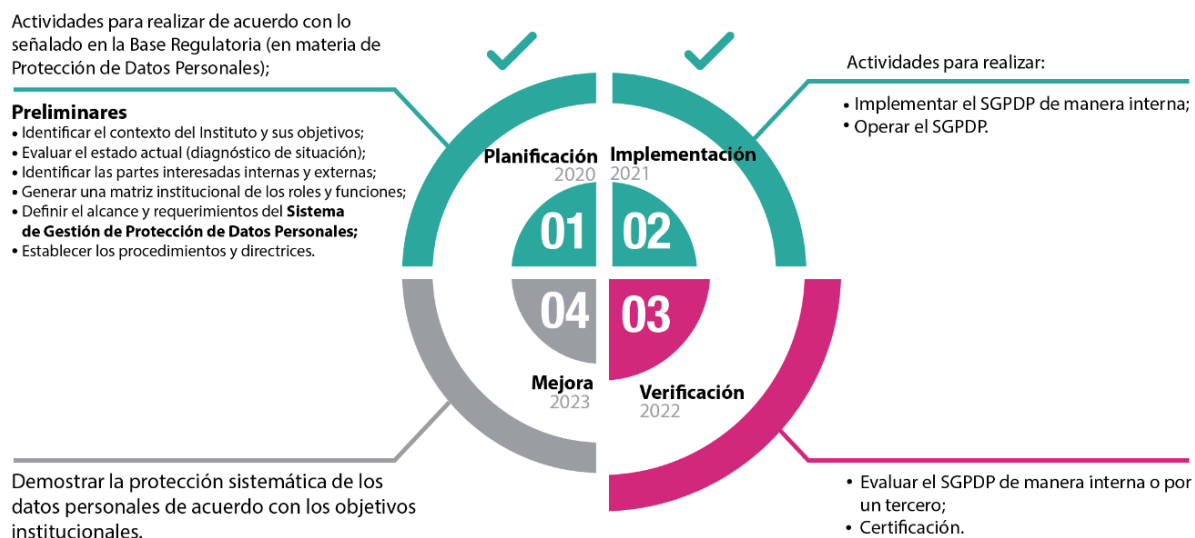 Actividades para realizar de acuerdo con lo
señalado en la Base Regulatoria (en materia de
Protección de Datos Personales);
Preliminares
• Identificar el contexto del Instituto y sus objetivos;
• Evaluar el estado actual (diagnóstico de situación);
• Identificar las partes interesadas internas y externas;
• Generar una matriz institucional de los roles y funciones;
• Definir el alcance y requerimientos del Sistema
de Gestión de Protección de Datos Personales;
• Establecer los procedimientos y directrices.
Planificación
2020
01
Actividades para realizar:
• Implementar el SGPDP de manera interna;
• Operar el SGPDP.
Implementación
2021
02
03
Verificación
2022
• Evaluar el SGPDP de manera interna o por
un tercero;
• Certificación.
04
Mejora
2023
Demostrar la protección sistemática de los
datos personales de acuerdo con los objetivos
institucionales.